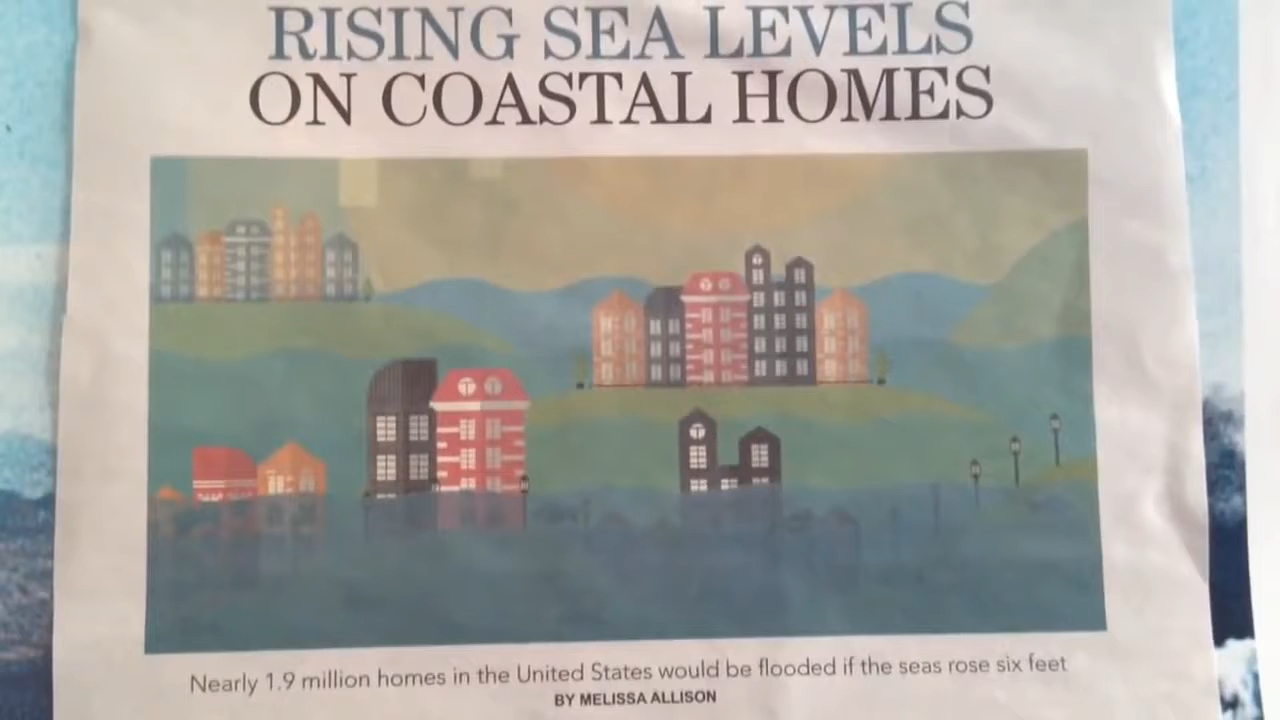 RISING SEA LEVELS
ON COASTAL HOMES
Nearly 1.9 million homes in the United States would be flooded if the seas rose six feet
BY MELISSA ALLISON